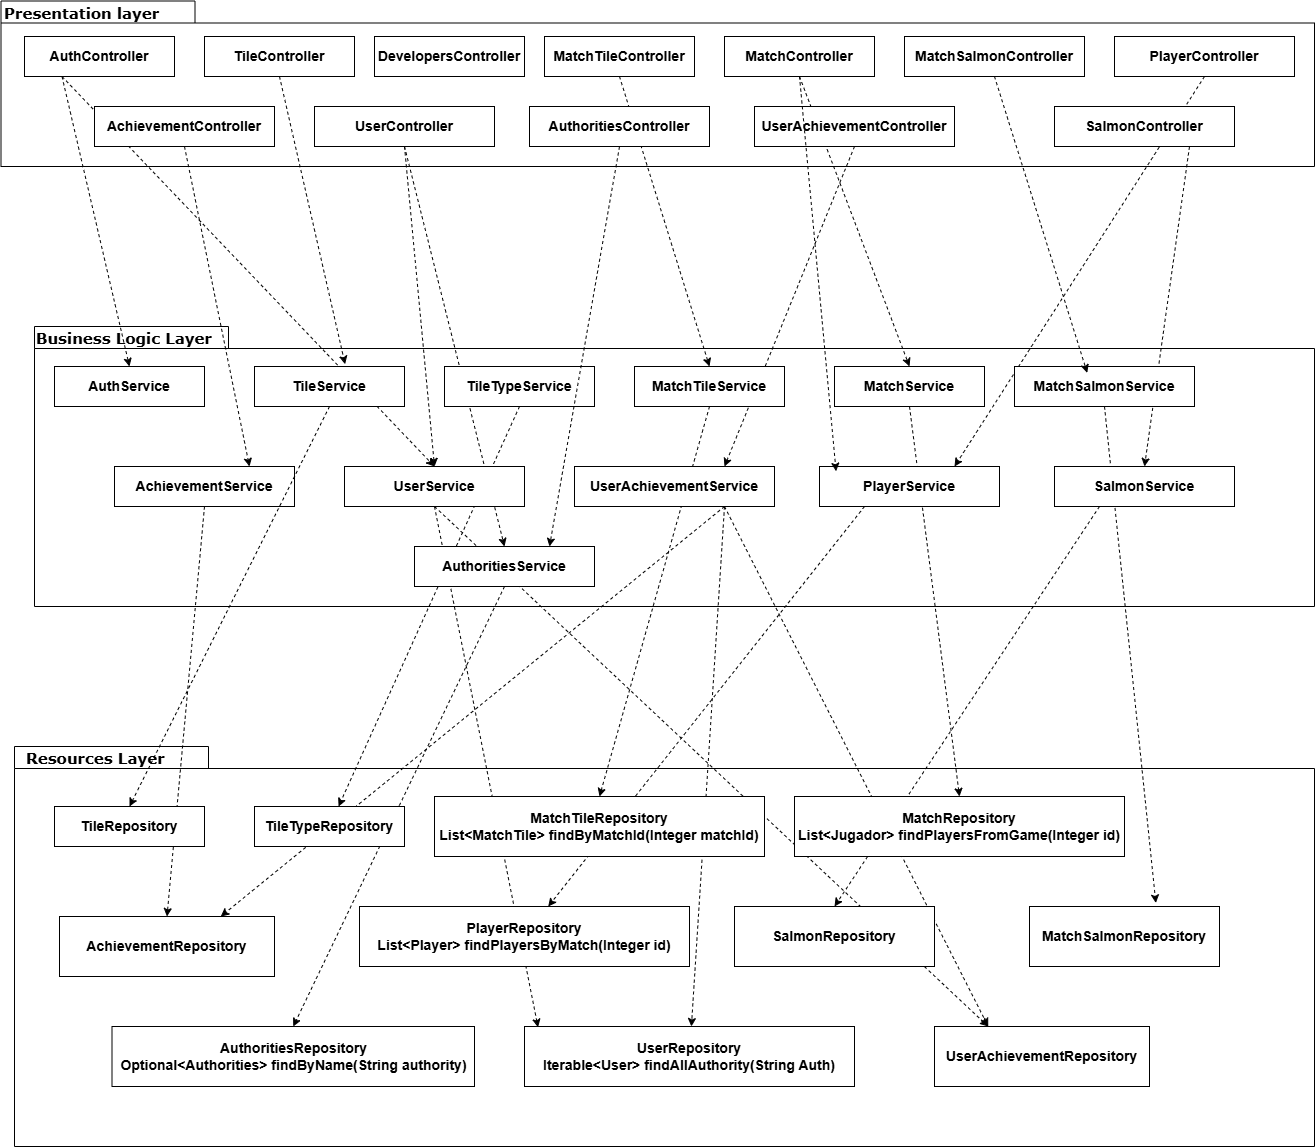 Presentation layer
AuthController
TileController
DevelopersController
MatchTileController
MatchController
MatchSalmonController
PlayerController
AchievementController
UserController
AuthoritiesController
UserAchievementController
SalmonController
Business Logic Layer
AuthService
TileService
TileTypeService
MatchTileService
MatchService
MatchSalmonService
AchievementService
UserService
UserAchievementService
PlayerService
SalmonService
AuthoritiesService
Resources Layer
TileRepository
TileTypeRepository
MatchTileRepository
List<MatchTile> findByMatchId(Integer matchId)
MatchRepository
List<Jugador> findPlayersFromGame(Integer id)
AchievementRepository
PlayerRepository
List<Player> findPlayersByMatch(Integer id)
SalmonRepository
MatchSalmonRepository
AuthoritiesRepository
Optional<Authorities> findByName(String authority)
UserRepository
Iterable<User> findAllAuthority(String Auth)
UserAchievementRepository